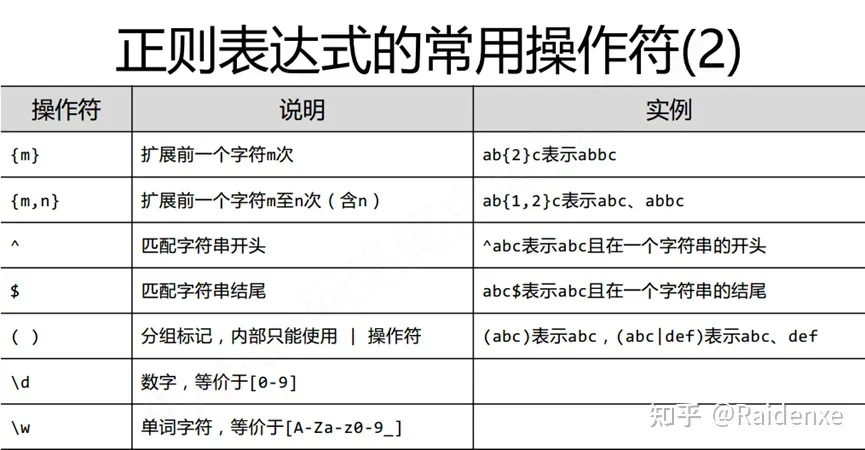 正则表达式的常用操作符(2)
操作符 说明 实例
{m} 扩展前一个字符m次 ab{2}c表示abbc
{m,n} 扩展前一个字符m至n次（含n） ab{1,2}c表示abc、abbc
^ 匹配字符串开头 ^abc表示abc且在一个字符串的开头
$ 匹配字符串结尾 abc$表示abc且在一个字符串的结尾
( ) 分组标记，内部只能使用 | 操作符 (abc)表示abc，(abc|def)表示abc、def
\d 数字，等价于[0-9]
\w 单词字符，等价于[A-Za-z0-9_]
知乎 @Raidenxe